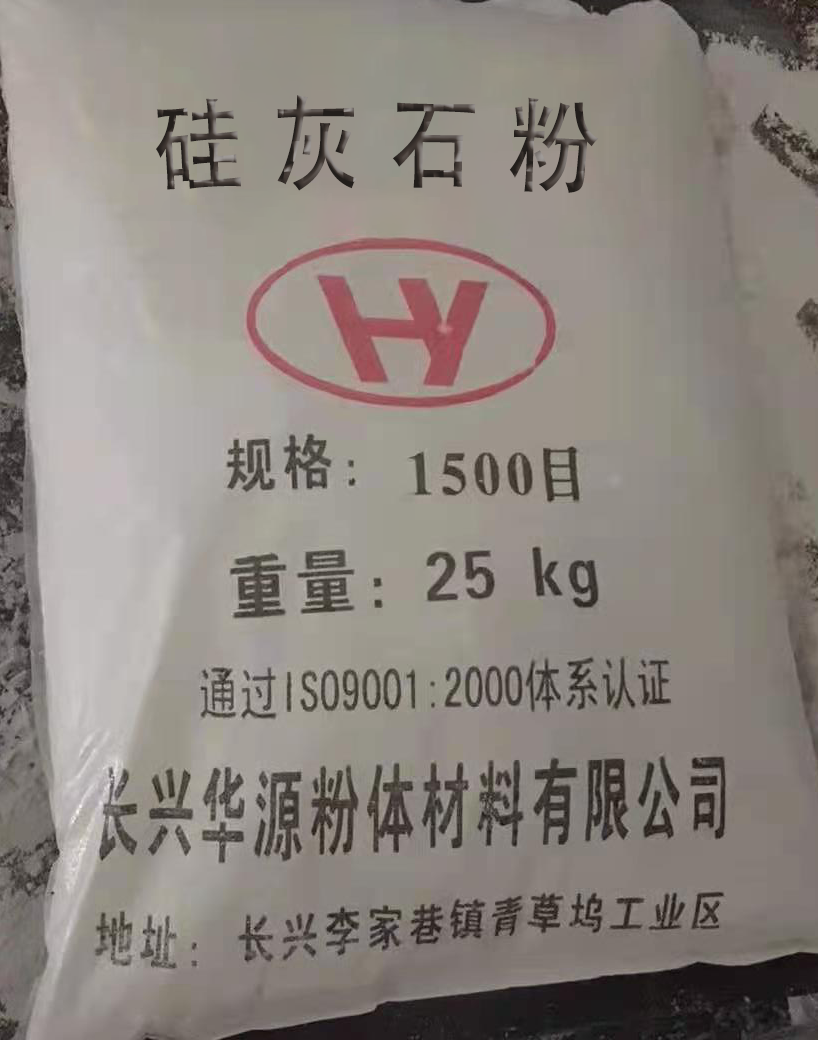 硅灰石粉
HY
规格：1500目
重量：25 kg
通过ISO9001:2000体系认证
长兴华源粉体材料有限公司
地址：长兴李家巷镇青草坞工业区